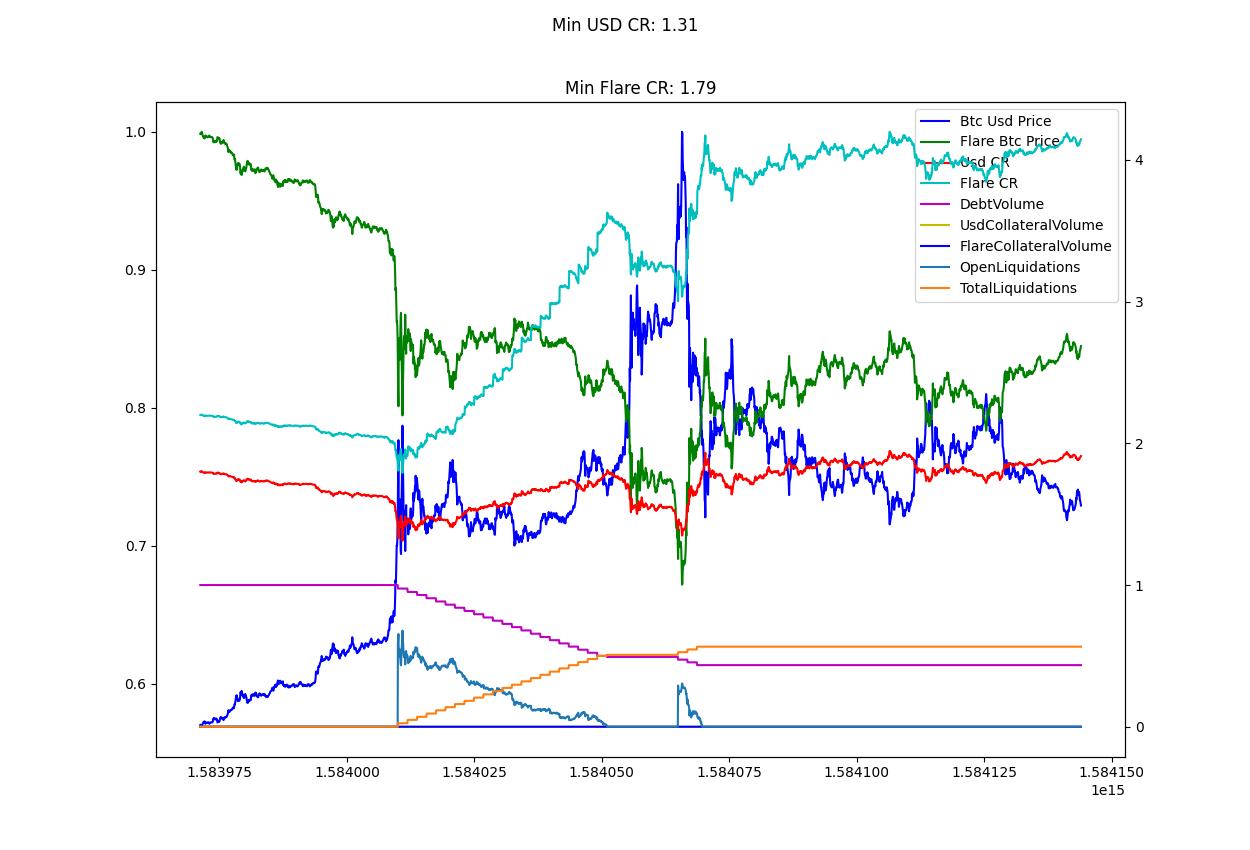 Min USD CR: 1.31
Min Flare CR: 1.79
Btc Usd Price
Flare Btc Price
Usd CR
Flare CR
DebtVolume
UsdCollateralVolume
FlareCollateralVolume
OpenLiquidations
TotalLiquidations
1.0
0.9
0.8
0.7
0.6
4
3
2
1
0
1.583975 1.584000 1.584025 1.584050 1.584075 1.584100 1.584125 1.584150
1e15